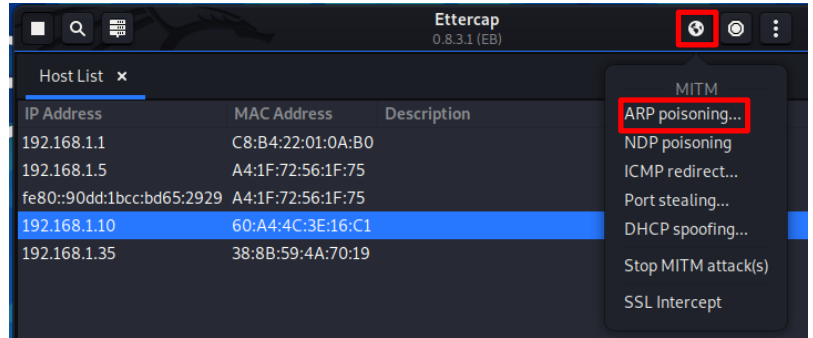 Ettercap
0.8.3.1 (EB)
Host List ×
MITM
IP Address MAC Address Description
ARP poisoning...
192.168.1.1 C8:B4:22:01:0A:B0
NDP poisoning
192.168.1.5 A4:1F:72:56:1F:75
ICMP redirect...
fe80::90dd:1bcc:bd65:2929 A4:1F:72:56:1F:75
Port stealing...
192.168.1.10 60:A4:4C:3E:16:C1
DHCP spoofing...
192.168.1.35 38:8B:59:4A:70:19
Stop MITM attack(s)
SSL Intercept